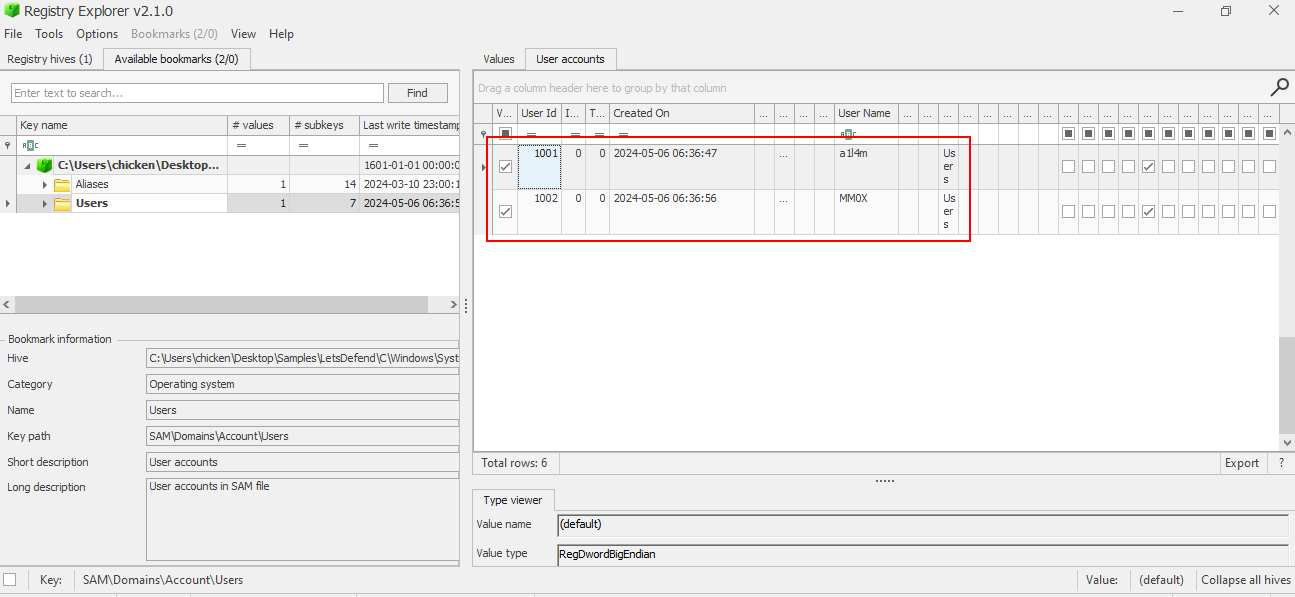 Registry Explorer v2.1.0
File Tools Options Bookmarks (2/0) View Help
Registry hives (1) Available bookmarks (2/0)
Enter text to search... Find
Key name # values # subkeys Last write timestamp
ABC = = =
C:\Users\chicken\Desktop... 1601-01-01 00:00:0
Aliases 1 14 2024-03-10 23:00:1
Users 1 7 2024-05-06 06:36:5
Bookmark information
Hive C:\Users\chicken\Desktop\Samples\LetsDefend\C\Windows\Syst
Category Operating system
Name Users
Key path SAM\Domains\Account\Users
Short description User accounts
Long description User accounts in SAM file
Values User accounts
Drag a column header here to group by that column
V... User Id I... T... Created On ... ... ... ... User Name ... ... ... ... ... ... ... ... ... ... ... ... ... ... ... ... ... ... ...
= = = = ABC
1001 0 0 2024-05-06 06:36:47 ... a1l4m Us
er
s
1002 0 0 2024-05-06 06:36:56 ... MM0X Us
er
s
Total rows: 6 Export ?
Type viewer
Value name (default)
Value type RegDwordBigEndian
Key: SAM\Domains\Account\Users Value: (default) Collapse all hives